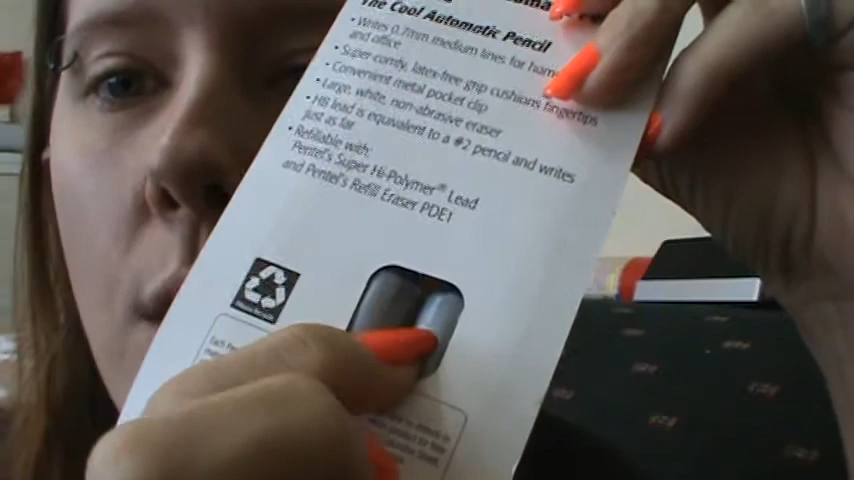 The Cool Automatic Pencil
• Writes 0.7mm medium lines for home
and office
• Super comfy, latex-free grip cushions fingertips
• Convenient metal pocket clip
• Large, white, non-abrasive eraser
• HB lead is equivalent to a #2 pencil and writes
just as far
• Refillable with
Pentel's Super Hi-Polymer® Lead
and Pentel's Refill Eraser PDE1
Please Recycle